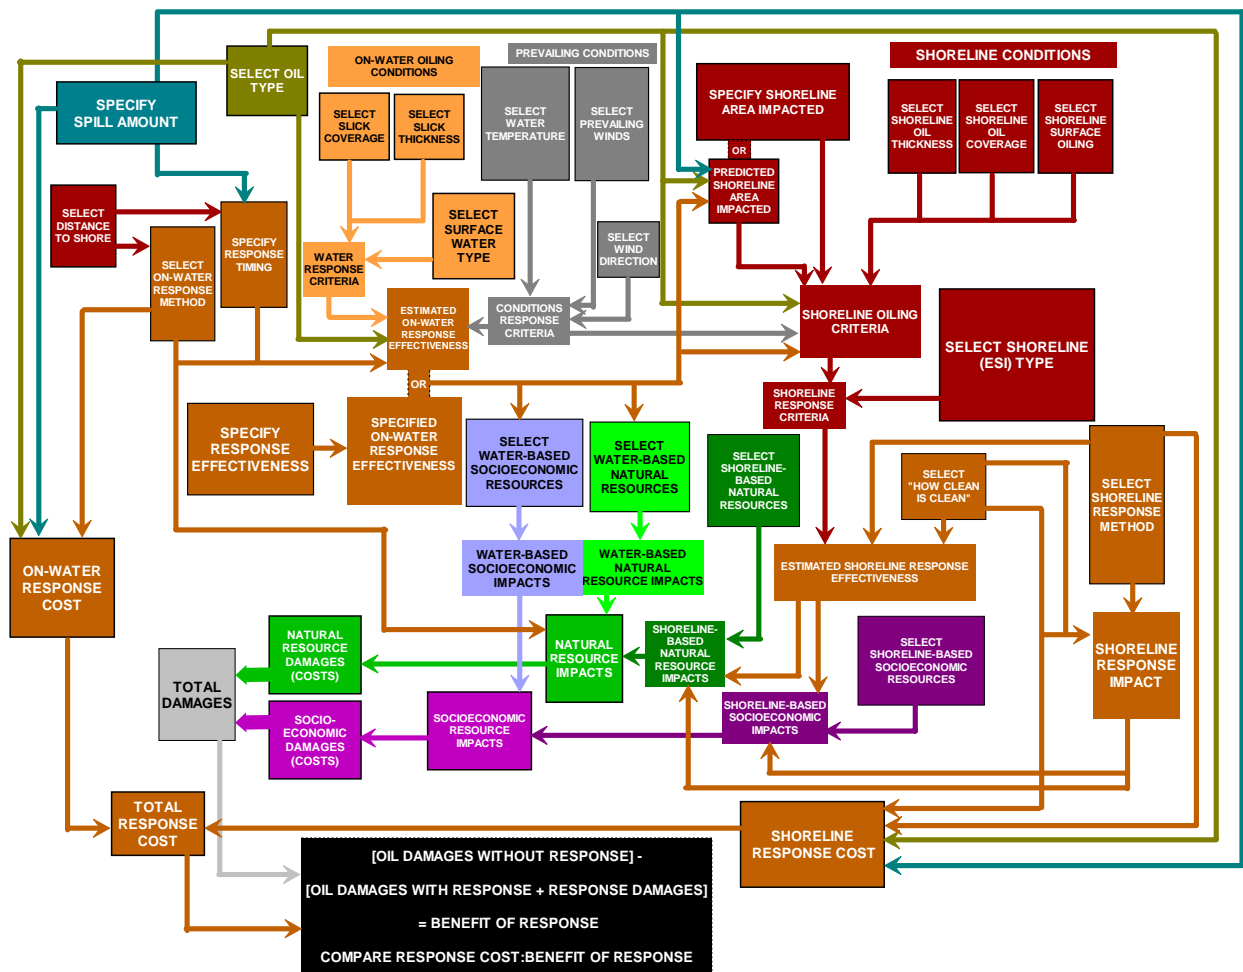 PREVAILING CONDITIONS
ON-WATER OILING
CONDITIONS
SHORELINE CONDITIONS
SELECT OIL
TYPE
SPECIFY
SPILL AMOUNT
SELECT
SLICK
COVERAGE
SELECT
SLICK
THICKNESS
SELECT
WATER
TEMPERATURE
SELECT
PREVAILING
WINDS
SPECIFY SHORELINE
AREA IMPACTED
OR
PREDICTED
SHORELINE
AREA
IMPACTED
SELECT
SHORELINE
OIL
THICKNESS
SELECT
SHORELINE
OIL
COVERAGE
SELECT
SHORELINE
SURFACE
OILING
SELECT
DISTANCE
TO SHORE
SPECIFY
RESPONSE
TIMING
SELECT
ON-WATER
RESPONSE
METHOD
WATER
RESPONSE
CRITERIA
SELECT
SURFACE
WATER
TYPE
SELECT
WIND
DIRECTION
ESTIMATED
ON-WATER
RESPONSE
EFFECTIVENESS
CONDITIONS
RESPONSE
CRITERIA
SHORELINE OILING
CRITERIA
SELECT SHORELINE
(ESI) TYPE
OR
SHORELINE
RESPONSE
CRITERIA
SPECIFY
RESPONSE
EFFECTIVENESS
SPECIFIED
ON-WATER
RESPONSE
EFFECTIVENESS
SELECT
WATER-BASED
SOCIOECONOMIC
RESOURCES
SELECT
WATER-BASED
NATURAL
RESOURCES
SELECT
SHORELINE-
BASED
NATURAL
RESOURCES
SELECT
"HOW CLEAN
IS CLEAN"
SELECT
SHORELINE
RESPONSE
METHOD
ON-WATER
RESPONSE
COST
WATER-BASED
SOCIOECONOMIC
IMPACTS
WATER-BASED
NATURAL
RESOURCE IMPACTS
ESTIMATED SHORELINE RESPONSE
EFFECTIVENESS
NATURAL
RESOURCE
DAMAGES
(COSTS)
NATURAL
RESOURCE
IMPACTS
SHORELINE-
BASED
NATURAL
RESOURCE
IMPACTS
SELECT
SHORELINE-BASED
SOCIOECONOMIC
RESOURCES
SHORELINE
RESPONSE
IMPACT
TOTAL
DAMAGES
SOCIO-
ECONOMIC
DAMAGES
(COSTS)
SOCIOECONOMIC
RESOURCE
IMPACTS
SHORELINE-BASED
SOCIOECONOMIC
IMPACTS
TOTAL
RESPONSE
COST
SHORELINE
RESPONSE COST
[OIL DAMAGES WITHOUT RESPONSE] -
[OIL DAMAGES WITH RESPONSE + RESPONSE DAMAGES]
= BENEFIT OF RESPONSE
COMPARE RESPONSE COST:BENEFIT OF RESPONSE